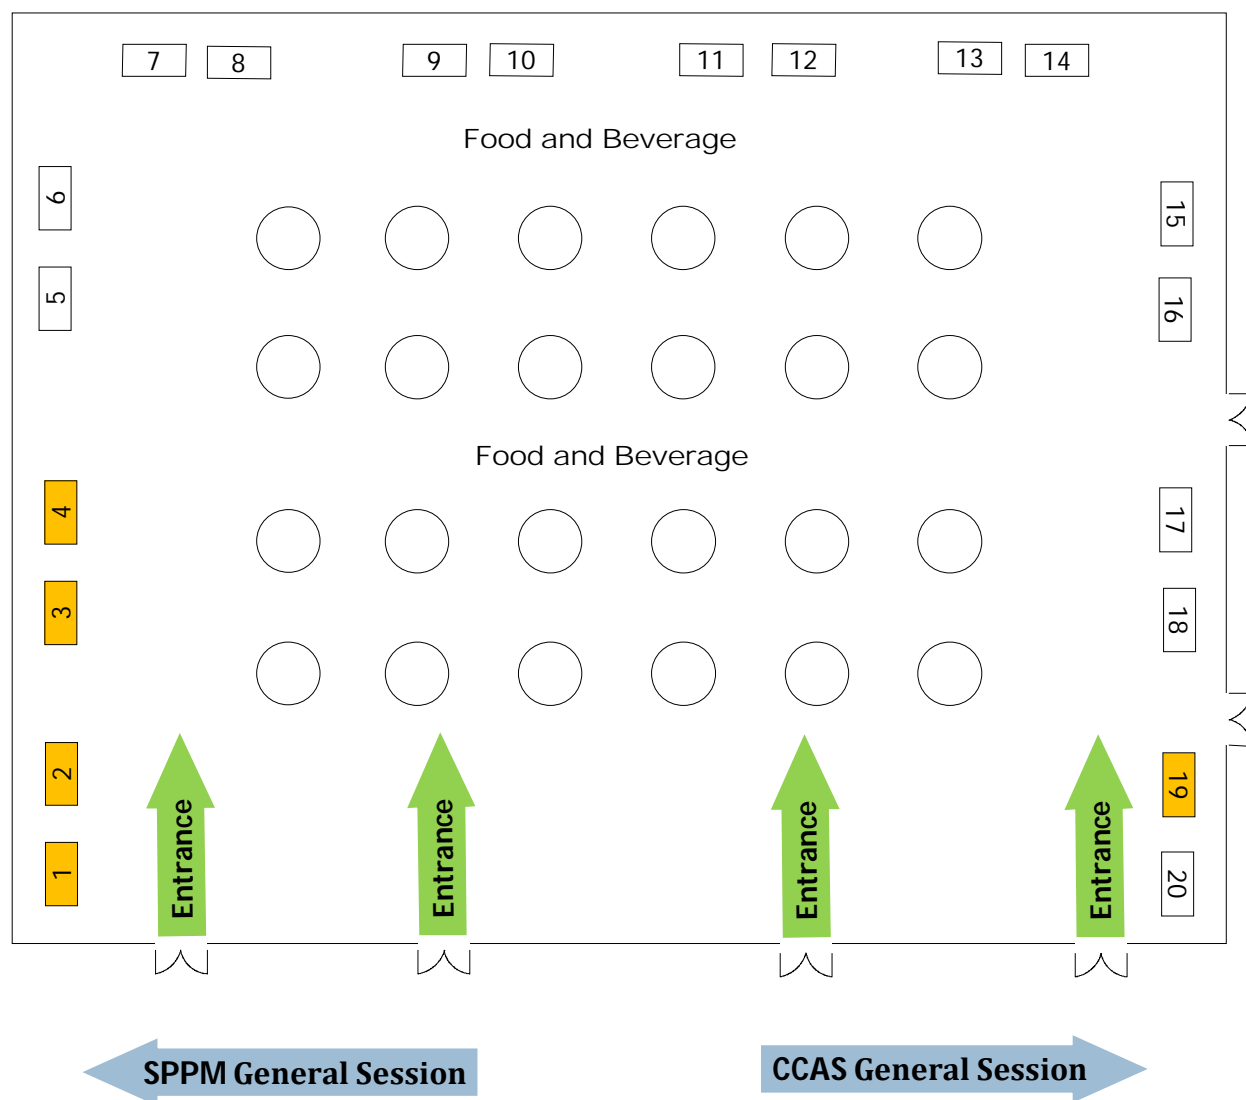 7 8 9 10 11 12 13 14
Food and Beverage
6 15
5 16
Food and Beverage
4 17
3 18
2 19
1 20
Entrance Entrance Entrance Entrance
SPPM General Session CCAS General Session